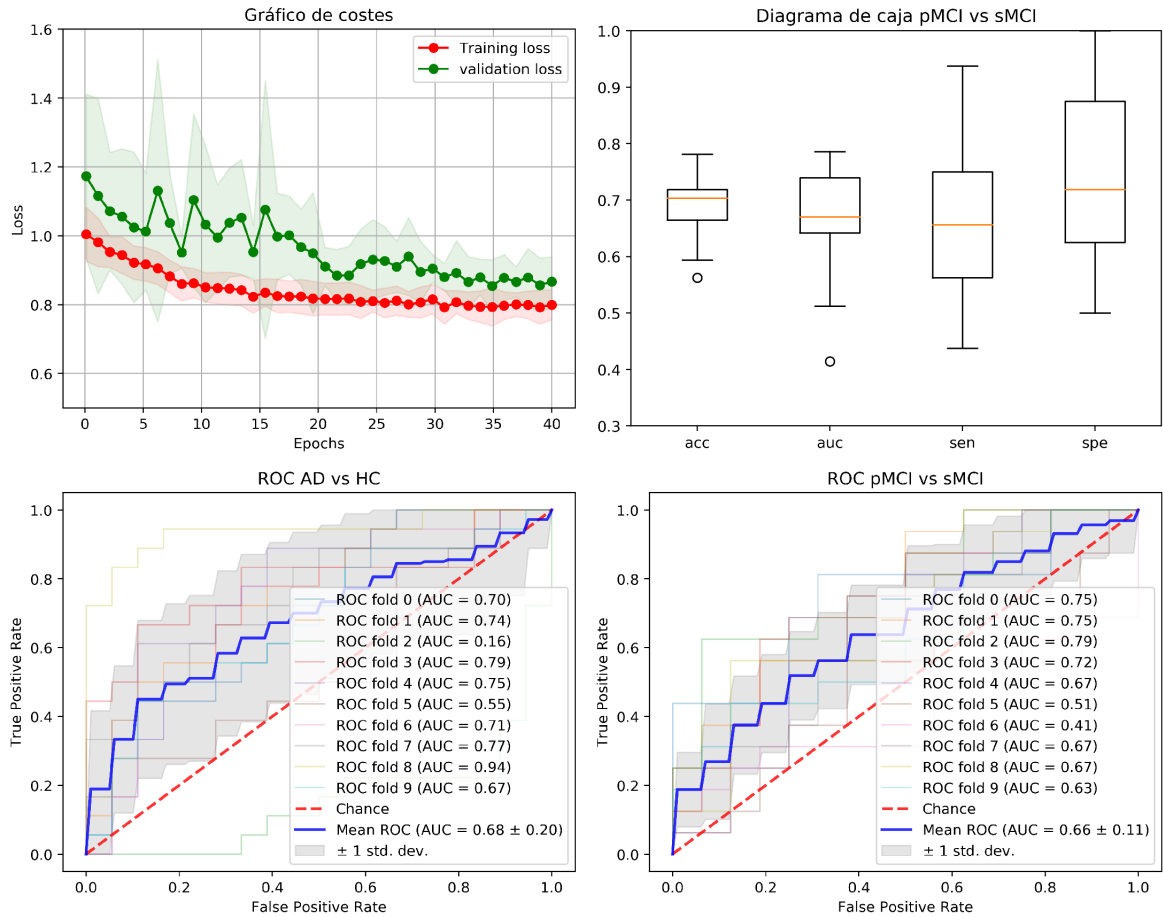 Gráfico de costes
1.6
1.4
1.2
1.0
0.8
0.6
Loss
Training loss
validation loss
0 5 10 15 20 25 30 35 40
Epochs
Diagrama de caja pMCI vs sMCI
1.0
0.9
0.8
0.7
0.6
0.5
0.4
0.3
acc auc sen spe
ROC AD vs HC
1.0
0.8
0.6
0.4
0.2
0.0
True Positive Rate
ROC fold 0 (AUC = 0.70)
ROC fold 1 (AUC = 0.74)
ROC fold 2 (AUC = 0.16)
ROC fold 3 (AUC = 0.79)
ROC fold 4 (AUC = 0.75)
ROC fold 5 (AUC = 0.55)
ROC fold 6 (AUC = 0.71)
ROC fold 7 (AUC = 0.77)
ROC fold 8 (AUC = 0.94)
ROC fold 9 (AUC = 0.67)
Chance
Mean ROC (AUC = 0.68 ± 0.20)
± 1 std. dev.
0.0 0.2 0.4 0.6 0.8 1.0
False Positive Rate
ROC pMCI vs sMCI
1.0
0.8
0.6
0.4
0.2
0.0
True Positive Rate
ROC fold 0 (AUC = 0.75)
ROC fold 1 (AUC = 0.75)
ROC fold 2 (AUC = 0.79)
ROC fold 3 (AUC = 0.72)
ROC fold 4 (AUC = 0.67)
ROC fold 5 (AUC = 0.51)
ROC fold 6 (AUC = 0.41)
ROC fold 7 (AUC = 0.67)
ROC fold 8 (AUC = 0.67)
ROC fold 9 (AUC = 0.63)
Chance
Mean ROC (AUC = 0.66 ± 0.11)
± 1 std. dev.
0.0 0.2 0.4 0.6 0.8 1.0
False Positive Rate